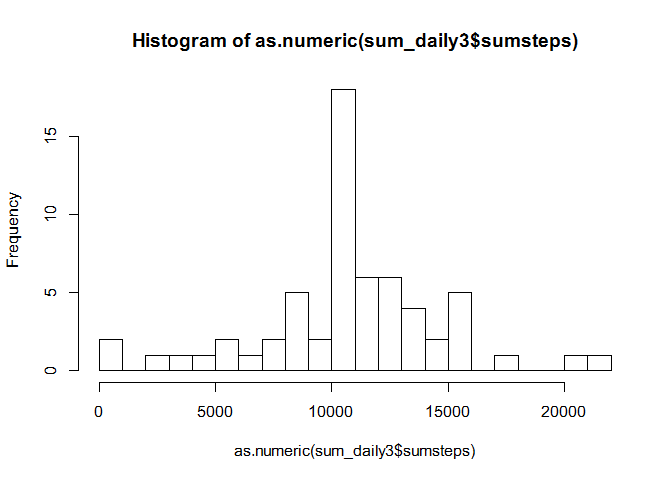 Histogram of as.numeric(sum_daily3$sumsteps)
Frequency
15
10
5
0
0 5000 10000 15000 20000
as.numeric(sum_daily3$sumsteps)